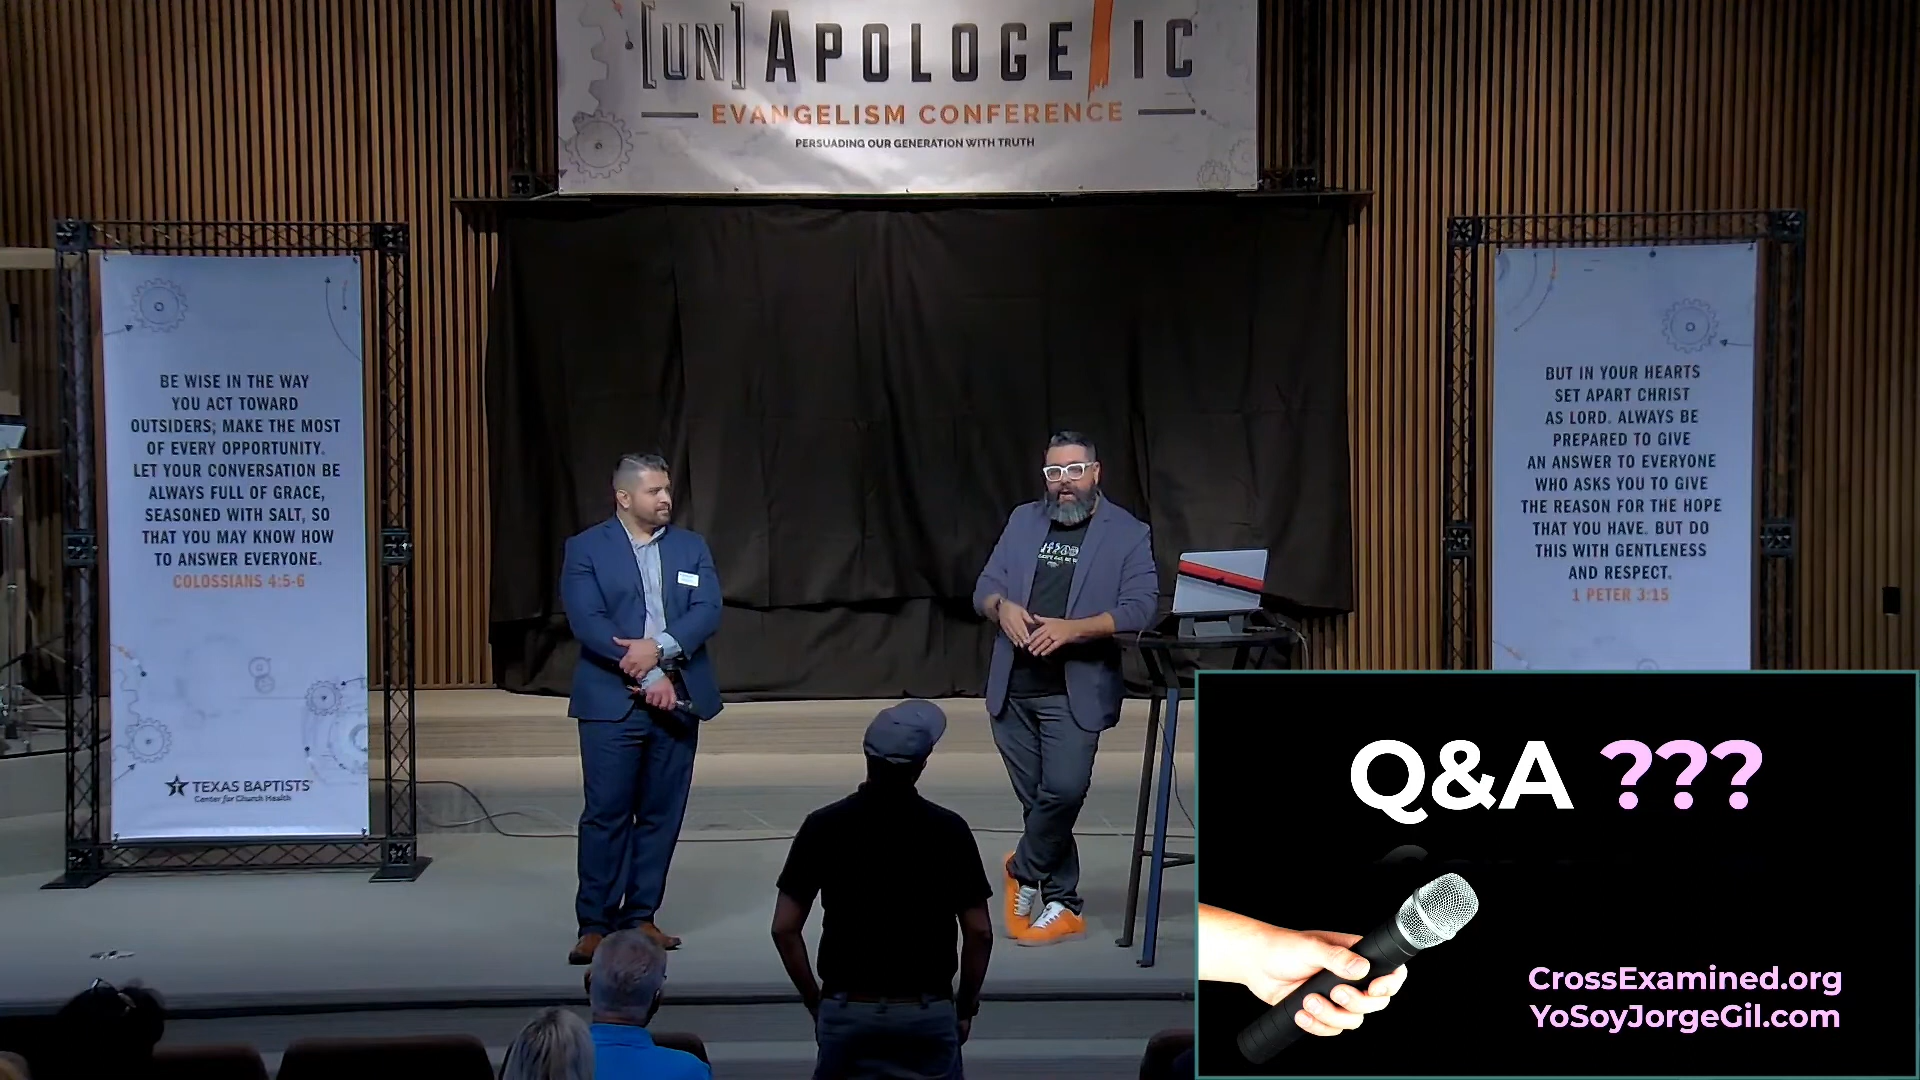 [UN]APOLOGETIC
EVANGELISM CONFERENCE
PERSUADING OUR GENERATION WITH TRUTH
BE WISE IN THE WAY
YOU ACT TOWARD
OUTSIDERS; MAKE THE MOST
OF EVERY OPPORTUNITY.
LET YOUR CONVERSATION BE
ALWAYS FULL OF GRACE,
SEASONED WITH SALT, SO
THAT YOU MAY KNOW HOW
TO ANSWER EVERYONE.
COLOSSIANS 4:5-6
TEXAS BAPTISTS
Center for Church Health
BUT IN YOUR HEARTS
SET APART CHRIST
AS LORD. ALWAYS BE
PREPARED TO GIVE
AN ANSWER TO EVERYONE
WHO ASKS YOU TO GIVE
THE REASON FOR THE HOPE
THAT YOU HAVE. BUT DO
THIS WITH GENTLENESS
AND RESPECT.
1 PETER 3:15
Q&A ???
CrossExamined.org
YoSoyJorgeGil.com